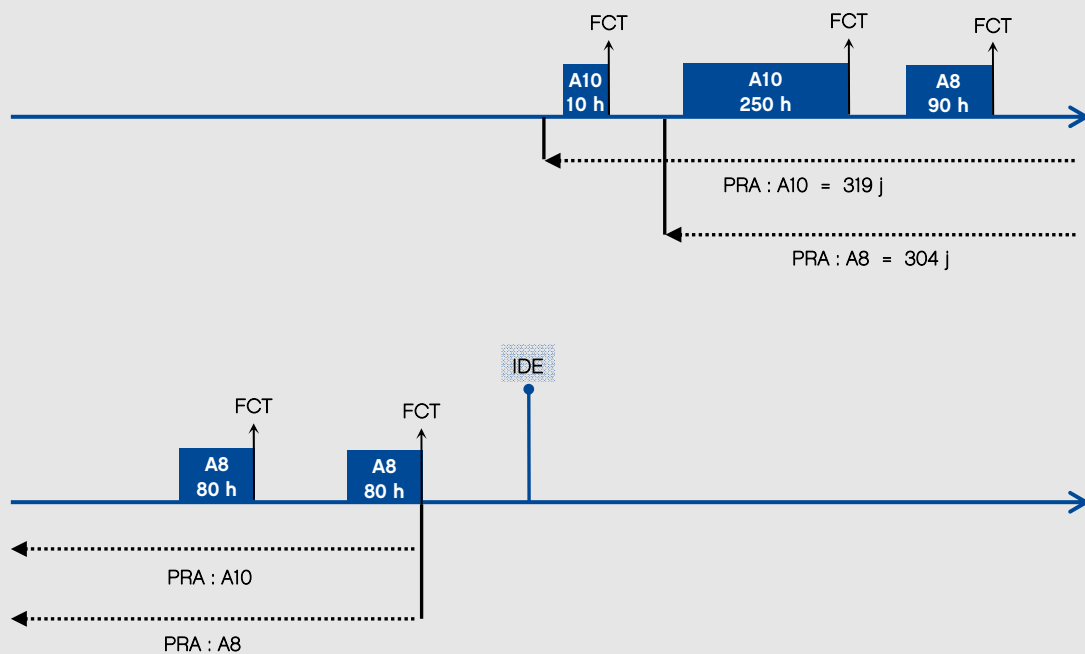 FCT
FCT
FCT
A10
10 h
A10
250 h
A8
90 h
PRA : A10 = 319 j
PRA : A8 = 304 j
IDE
FCT
FCT
A8
80 h
A8
80 h
PRA : A10
PRA : A8